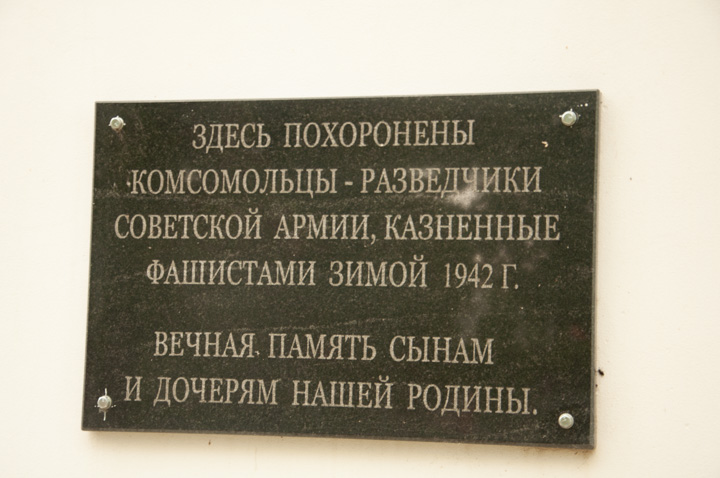 ЗДЕСЬ ПОХОРОНЕНЫ
КОМСОМОЛЬЦЫ - РАЗВЕДЧИКИ
СОВЕТСКОЙ АРМИИ, КАЗНЕННЫЕ
ФАШИСТАМИ ЗИМОЙ 1942 Г.
ВЕЧНАЯ ПАМЯТЬ СЫНАМ
И ДОЧЕРЯМ НАШЕЙ РОДИНЫ.